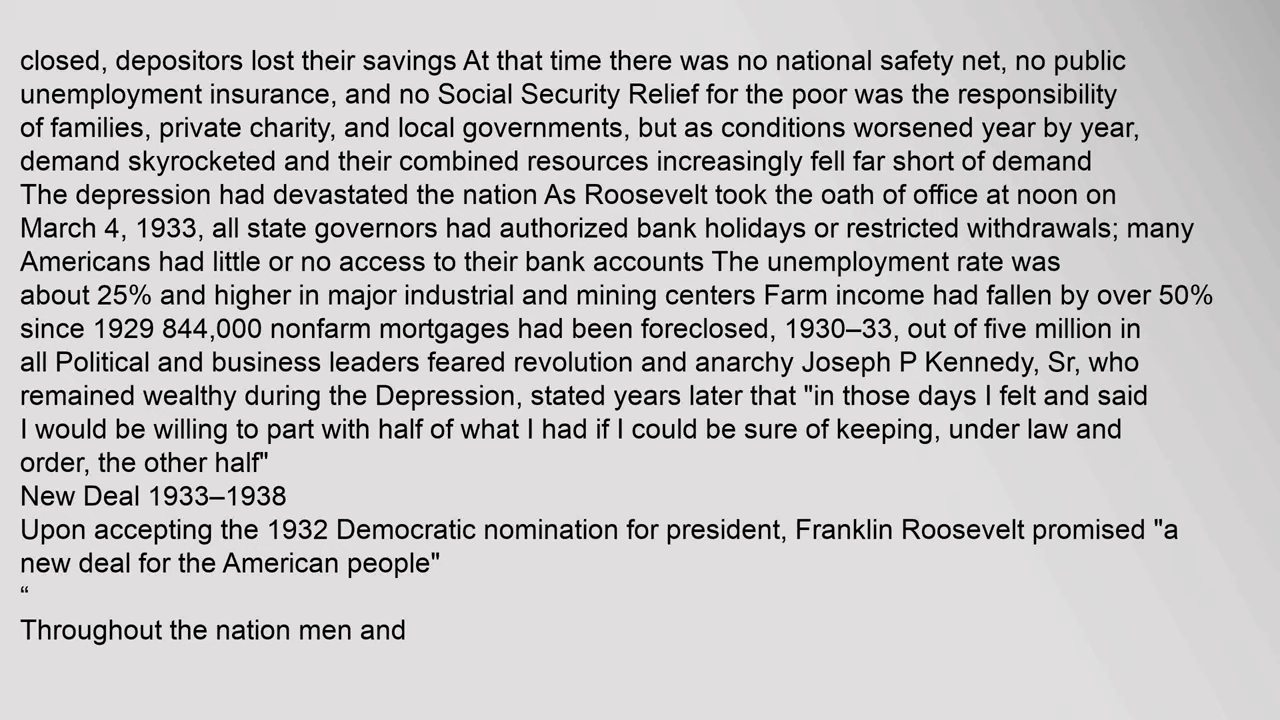 closed, depositors lost their savings At that time there was no national safety net, no public
unemployment insurance, and no Social Security Relief for the poor was the responsibility
of families, private charity, and local governments, but as conditions worsened year by year,
demand skyrocketed and their combined resources increasingly fell far short of demand
The depression had devastated the nation As Roosevelt took the oath of office at noon on
March 4, 1933, all state governors had authorized bank holidays or restricted withdrawals; many
Americans had little or no access to their bank accounts The unemployment rate was
about 25% and higher in major industrial and mining centers Farm income had fallen by over 50%
since 1929 844,000 nonfarm mortgages had been foreclosed, 1930–33, out of five million in
all Political and business leaders feared revolution and anarchy Joseph P Kennedy, Sr, who
remained wealthy during the Depression, stated years later that "in those days I felt and said
I would be willing to part with half of what I had if I could be sure of keeping, under law and
order, the other half"
New Deal 1933–1938
Upon accepting the 1932 Democratic nomination for president, Franklin Roosevelt promised "a
new deal for the American people"
“
Throughout the nation men and